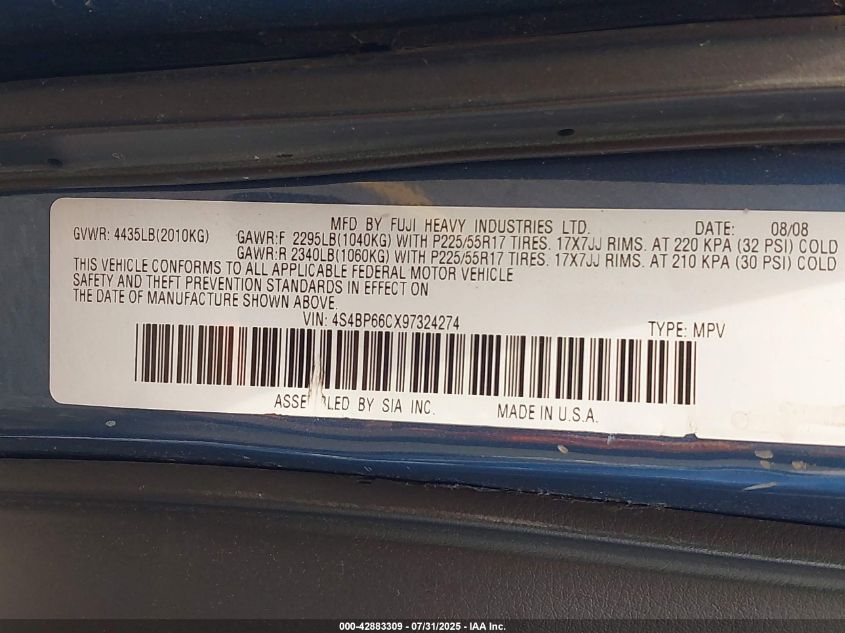 MFD BY FUJI HEAVY INDUSTRIES LTD. DATE: 08/08
GVWR: 4435LB(2010KG) GAWR:F 2295LB(1040KG) WITH P225/55R17 TIRES. 17X7JJ RIMS. AT 220 KPA (32 PSI) COLD
GAWR:R 2340LB(1060KG) WITH P225/55R17 TIRES. 17X7JJ RIMS. AT 210 KPA (30 PSI) COLD
THIS VEHICLE CONFORMS TO ALL APPLICABLE FEDERAL MOTOR VEHICLE
SAFETY AND THEFT PREVENTION STANDARDS IN EFFECT ON
THE DATE OF MANUFACTURE SHOWN ABOVE.
VIN: 4S4BP66CX97324274 TYPE: MPV
ASSEMBLED BY SIA INC. MADE IN U.S.A.
000-42883309 - 07/31/2025 - IAA Inc.